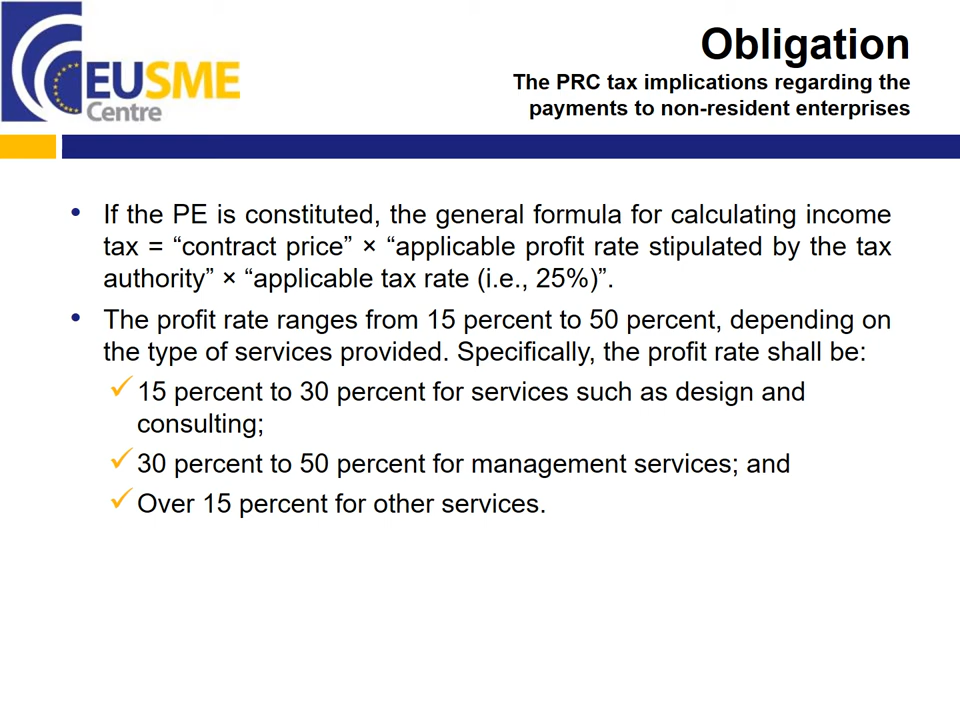 EUSME
Centre
Obligation
The PRC tax implications regarding the
payments to non-resident enterprises
• If the PE is constituted, the general formula for calculating income
tax = “contract price” × “applicable profit rate stipulated by the tax
authority” × “applicable tax rate (i.e., 25%)”.
• The profit rate ranges from 15 percent to 50 percent, depending on
the type of services provided. Specifically, the profit rate shall be:
✓ 15 percent to 30 percent for services such as design and
consulting;
✓ 30 percent to 50 percent for management services; and
✓ Over 15 percent for other services.